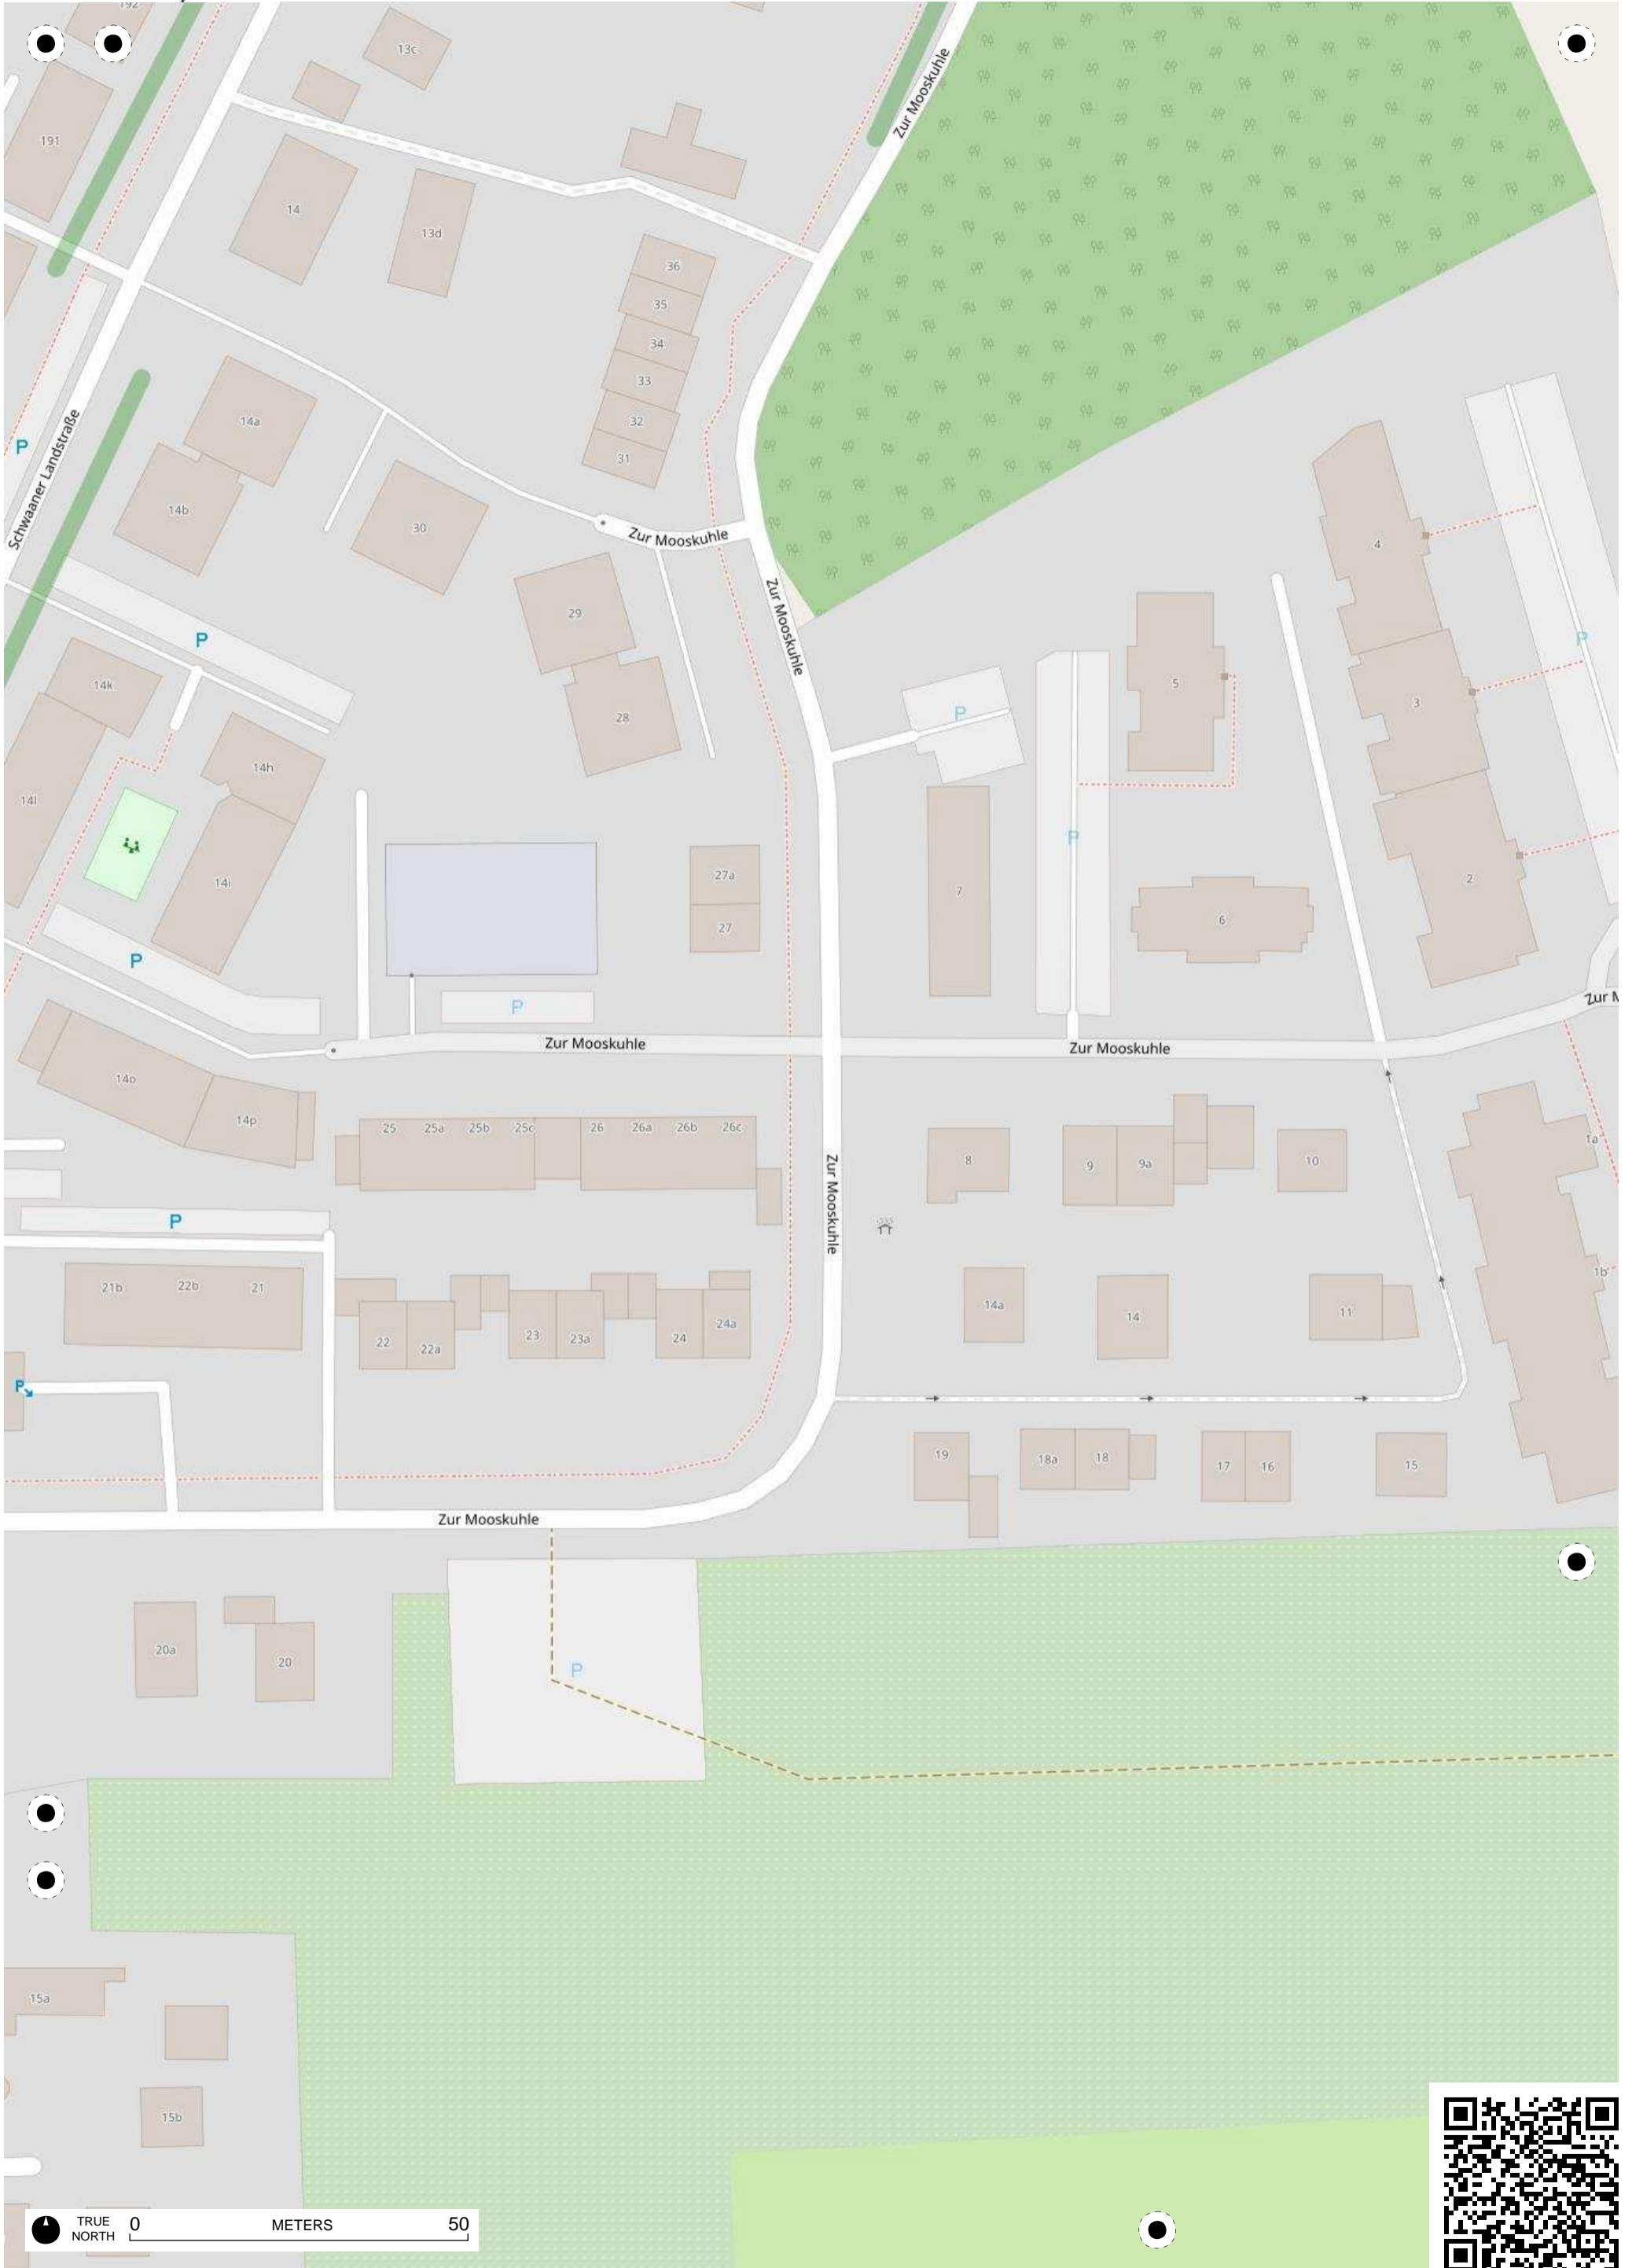 192
13c
191
Zur Mooskuhle
14
13d
36
35
34
33
32
31
14a
P
Schwaaner Landstraße
14b
30
Zur Mooskuhle
4
Zur Mooskuhle
29
P
P
14k
5
3
28
P
14h
14l
P
27a
14i
7
2
6
27
P
P
Zur M
Zur Mooskuhle
Zur Mooskuhle
14o
14p
25
25a
25b
25c
26
26a
26b
26c
1a
8
9
9a
10
Zur Mooskuhle
P
1b
21b
22b
21
14a
14
11
22
22a
23
23a
24
24a
P
19
18a
18
17
16
15
Zur Mooskuhle
20a
20
P
15a
15b
TRUE NORTH
0 METERS 50